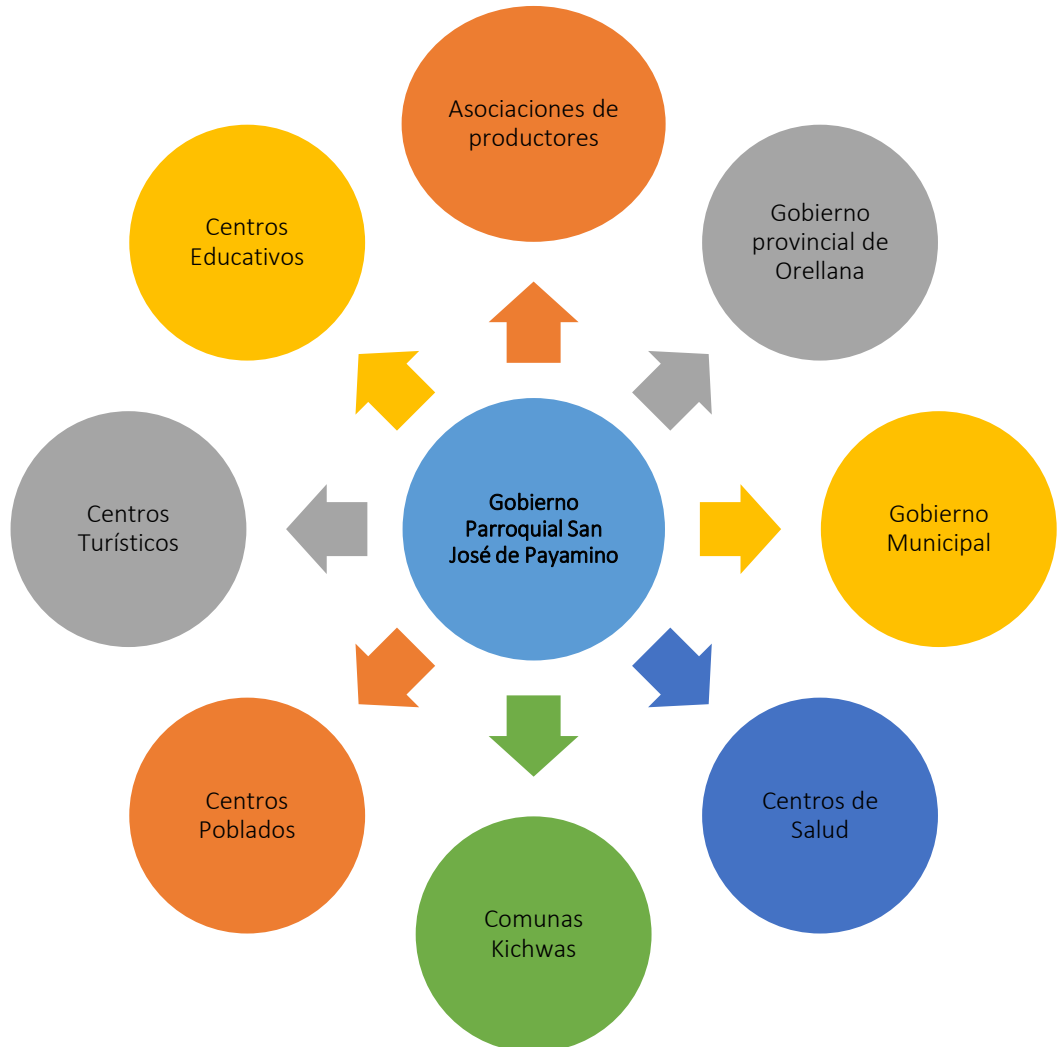 Asociaciones de
productores
Centros
Educativos
Gobierno
provincial de
Orellana
Centros
Turísticos
Gobierno
Parroquial San
José de Payamino
Gobierno
Municipal
Centros
Poblados
Centros de
Salud
Comunas
Kichwas